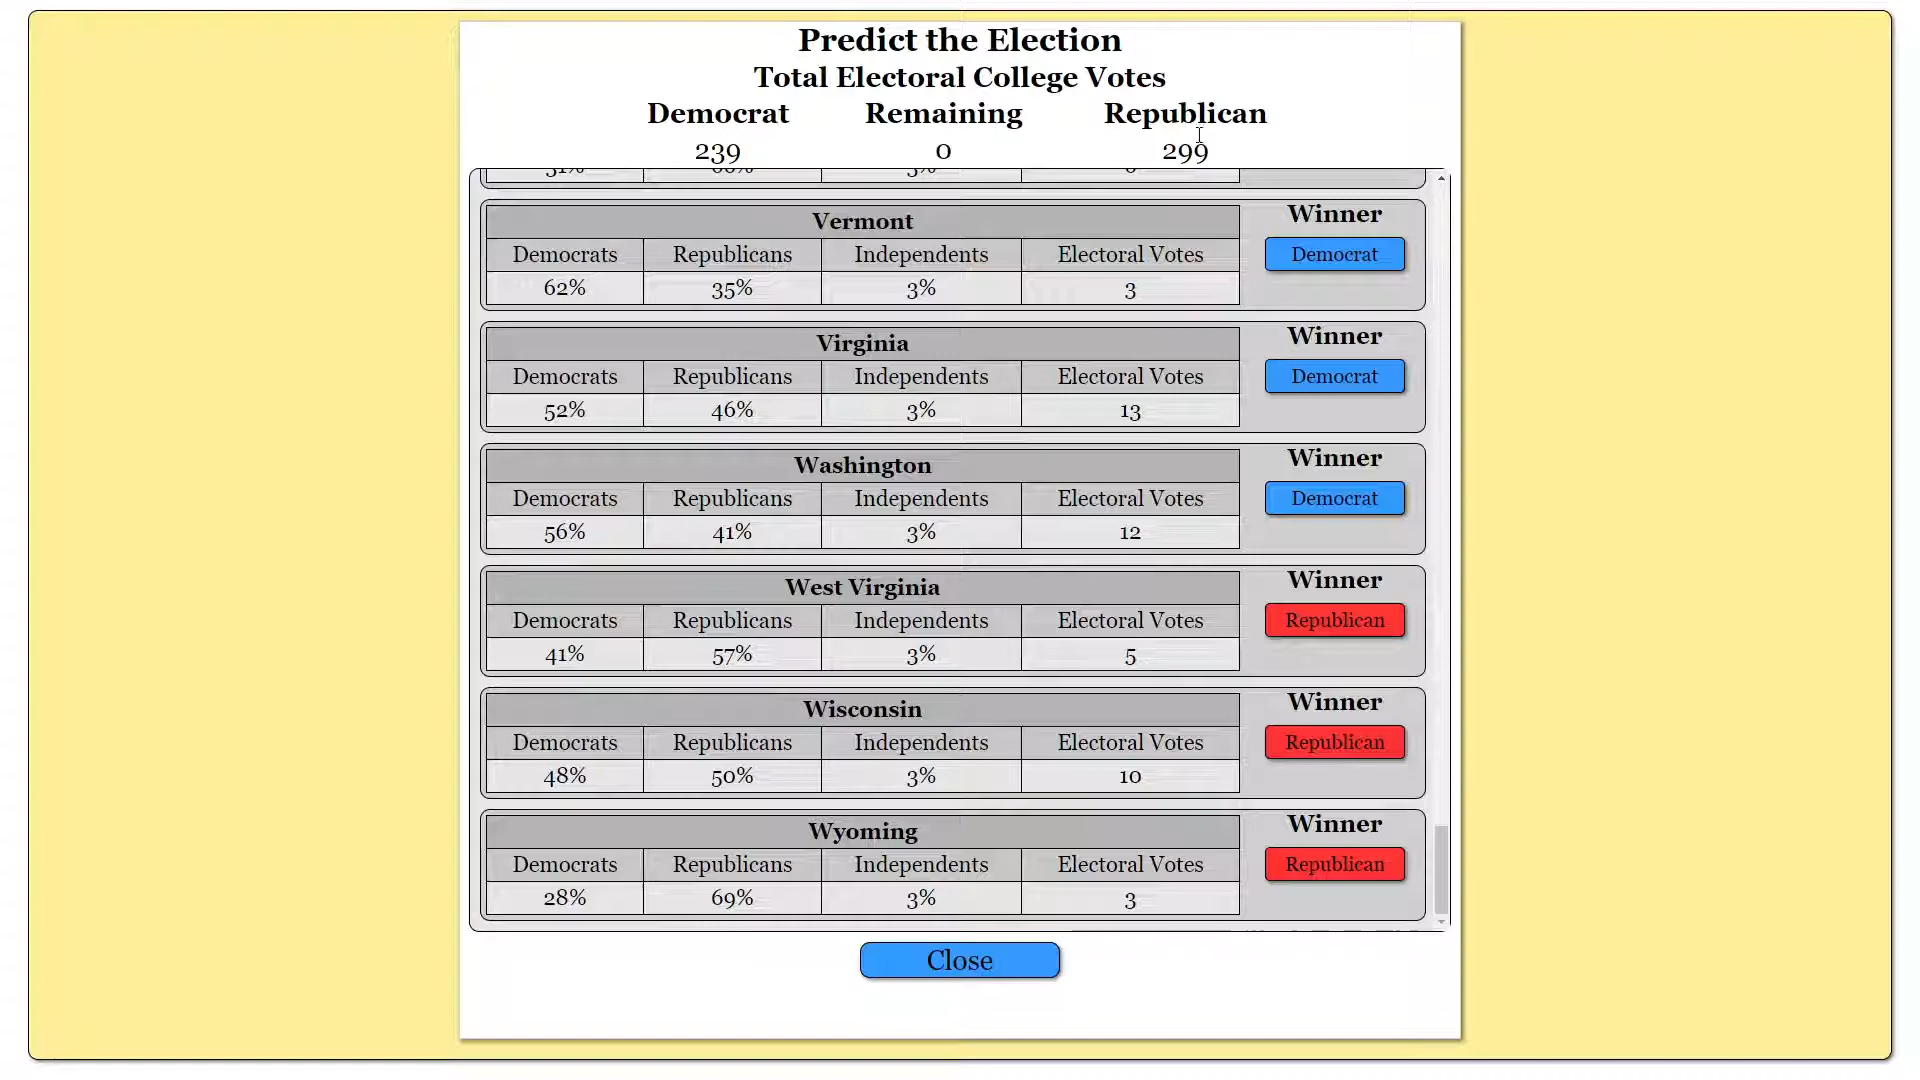 Predict the Election
Total Electoral College Votes
Democrat Remaining Republican
239 0 299
Vermont Winner
Democrats Republicans Independents Electoral Votes Democrat
62% 35% 3% 3
Virginia Winner
Democrats Republicans Independents Electoral Votes Democrat
52% 46% 3% 13
Washington Winner
Democrats Republicans Independents Electoral Votes Democrat
56% 41% 3% 12
West Virginia Winner
Democrats Republicans Independents Electoral Votes Republican
41% 57% 3% 5
Wisconsin Winner
Democrats Republicans Independents Electoral Votes Republican
48% 50% 3% 10
Wyoming Winner
Democrats Republicans Independents Electoral Votes Republican
28% 69% 3% 3
Close